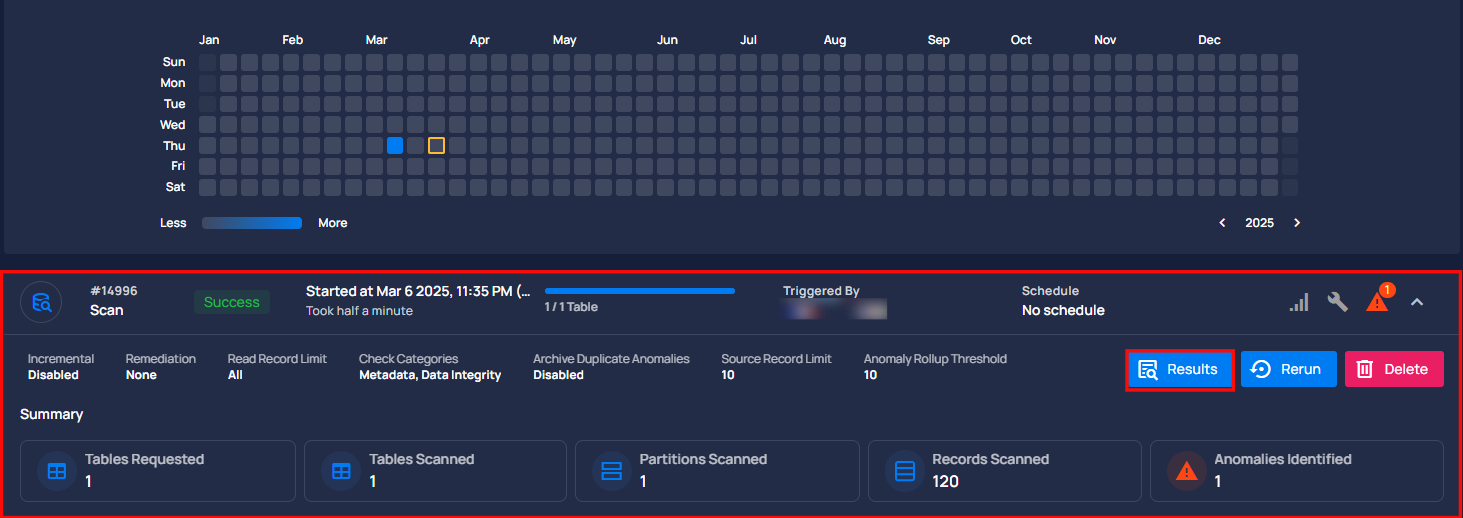 Jan Feb Mar Apr May Jun Jul Aug Sep Oct Nov Dec
Sun
Mon
Tue
Wed
Thu
Fri
Sat
Less More 2025
#14996 Scan
Success
Started at Mar 6 2025, 11:35 PM (...
Took half a minute
1 / 1 Table
Triggered By
Schedule
No schedule
1
Incremental
Disabled
Remediation
None
Read Record Limit
All
Check Categories
Metadata, Data Integrity
Archive Duplicate Anomalies
Disabled
Source Record Limit
10
Anomaly Rollup Threshold
10
Results
Rerun
Delete
Summary
Tables Requested
1
Tables Scanned
1
Partitions Scanned
1
Records Scanned
120
Anomalies Identified
1